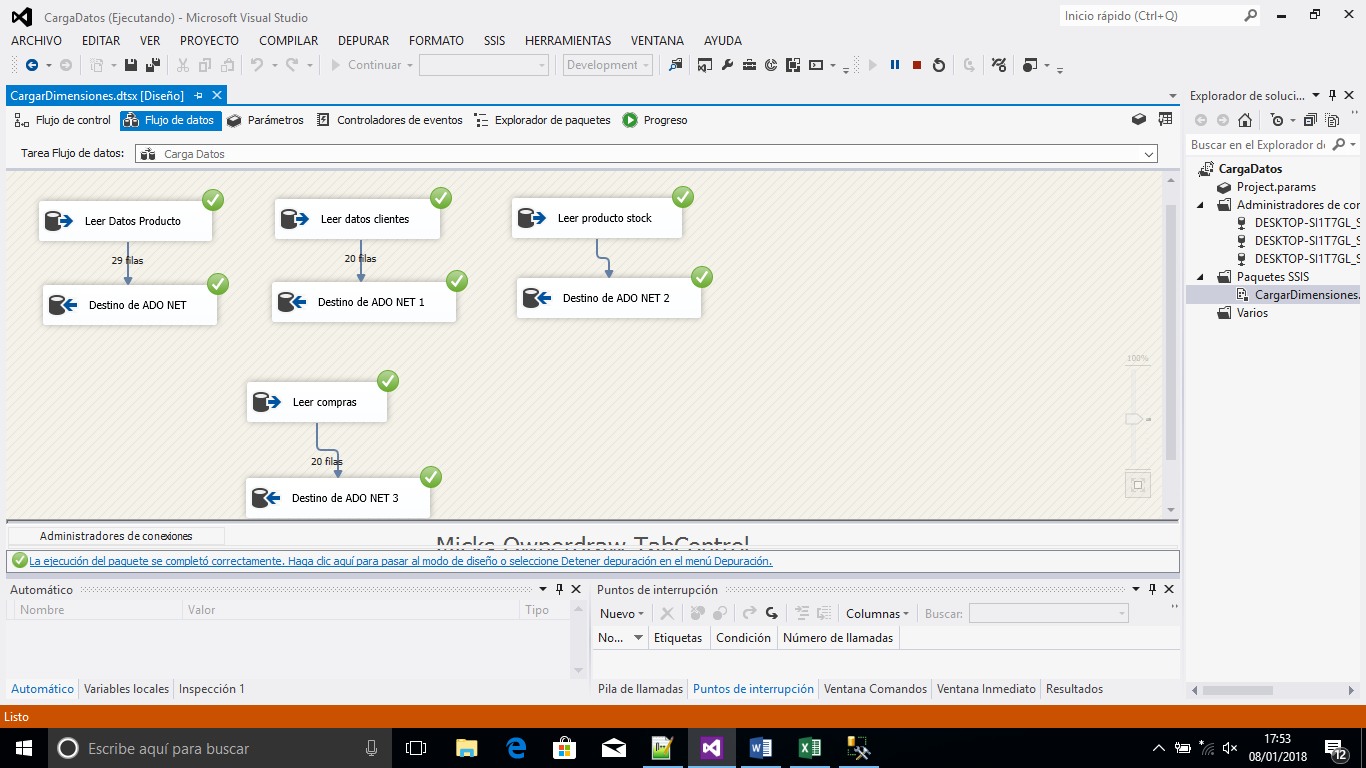 CargaDatos (Ejecutando) - Microsoft Visual Studio
Inicio rápido (Ctrl+Q)
ARCHIVO EDITAR VER PROYECTO COMPILAR DEPURAR FORMATO SSIS HERRAMIENTAS VENTANA AYUDA
Continuar Development
CargarDimensiones.dtsx [Diseño]
Flujo de control Flujo de datos Parámetros Controladores de eventos Explorador de paquetes Progreso
Tarea Flujo de datos: Carga Datos
Leer Datos Producto
Leer datos clientes
Leer producto stock
29 filas
20 filas
Destino de ADO NET
Destino de ADO NET 1
Destino de ADO NET 2
Leer compras
20 filas
Destino de ADO NET 3
100%
Administradores de conexiones
Micks Ownerdraw TabControl
La ejecución del paquete se completó correctamente. Haga clic aquí para pasar al modo de diseño o seleccione Detener depuración en el menú Depuración.
Explorador de soluci...
Buscar en el Explorador de
CargaDatos
Project.params
Administradores de cor
DESKTOP-SI1T7GL_S
DESKTOP-SI1T7GL_S
DESKTOP-SI1T7GL_S
Paquetes SSIS
CargarDimensiones.
Varios
Automático
Nombre Valor Tipo
Automático Variables locales Inspección 1
Puntos de interrupción
Nuevo Columnas Buscar:
No... Etiquetas Condición Número de llamadas
Pila de llamadas Puntos de interrupción Ventana Comandos Ventana Inmediato Resultados
Listo
Escribe aquí para buscar
17:53
08/01/2018
12